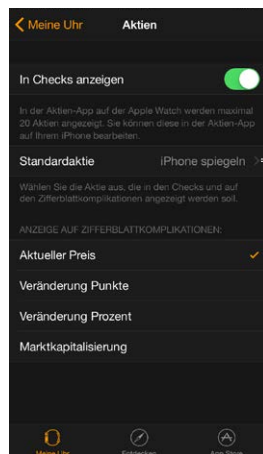 Meine Uhr Aktien
In Checks anzeigen
In der Aktien-App auf der Apple Watch werden maximal
20 Aktien angezeigt. Sie können diese in der Aktien-App
auf Ihrem iPhone bearbeiten.
Standardaktie iPhone spiegeln
Wählen Sie die Aktie aus, die in den Checks und auf
den Zifferblattkomplikationen angezeigt werden soll.
ANZEIGE AUF ZIFFERBLATTKOMPLIKATIONEN:
Aktueller Preis
Veränderung Punkte
Veränderung Prozent
Marktkapitalisierung
Meine Uhr Entdecken App Store